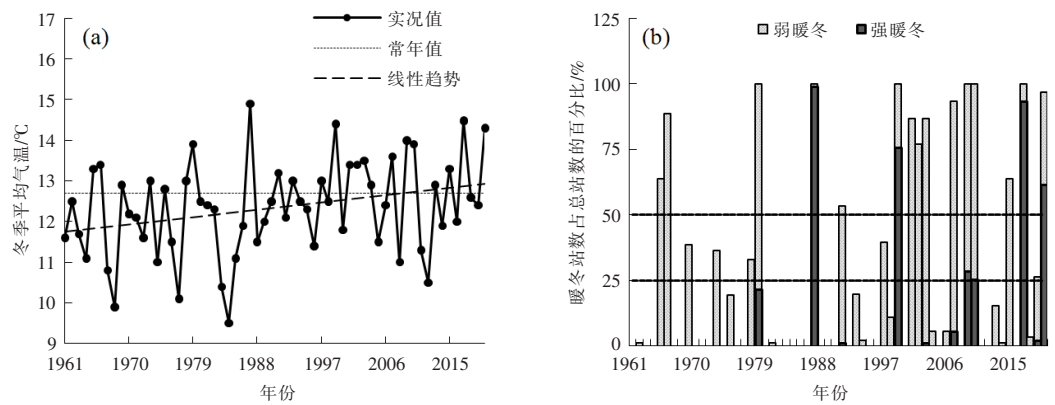 (a)
实况值
常年值
线性趋势
冬季平均气温/℃
17
16
15
14
13
12
11
10
9
1961 1970 1979 1988 1997 2006 2015
年份
(b)
弱暖冬 强暖冬
暖冬站数占总站数的百分比/%
100
75
50
25
0
1961 1970 1979 1988 1997 2006 2015
年份